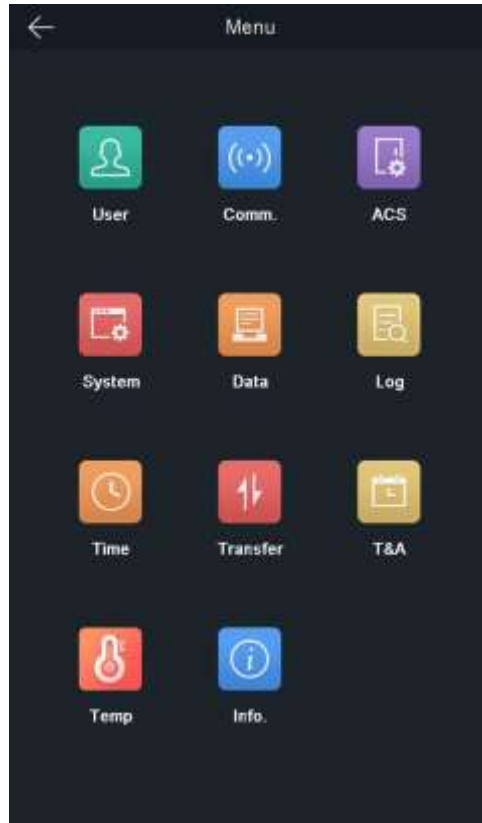 Menu
User
Comm.
ACS
System
Data
Log
Time
Transfer
T&A
Temp
Info.